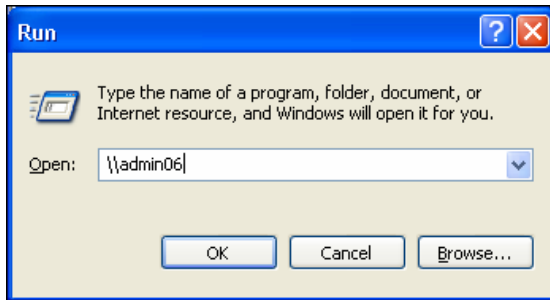 Run
Type the name of a program, folder, document, or
Internet resource, and Windows will open it for you.
Open: \\admin06
OK Cancel Browse...